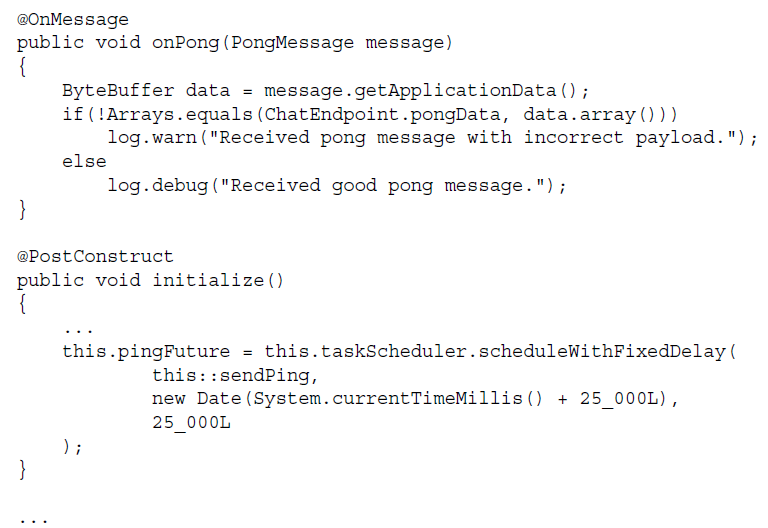 @OnMessage
public void onPong(PongMessage message)
{
    ByteBuffer data = message.getApplicationData();
    if(!Arrays.equals(ChatEndpoint.pongData, data.array()))
        log.warn("Received pong message with incorrect payload.");
    else
        log.debug("Received good pong message.");
}

@PostConstruct
public void initialize()
{
    ...
    this.pingFuture = this.taskScheduler.scheduleWithFixedDelay(
            this::sendPing,
            new Date(System.currentTimeMillis() + 25_000L),
            25_000L
    );
}

...